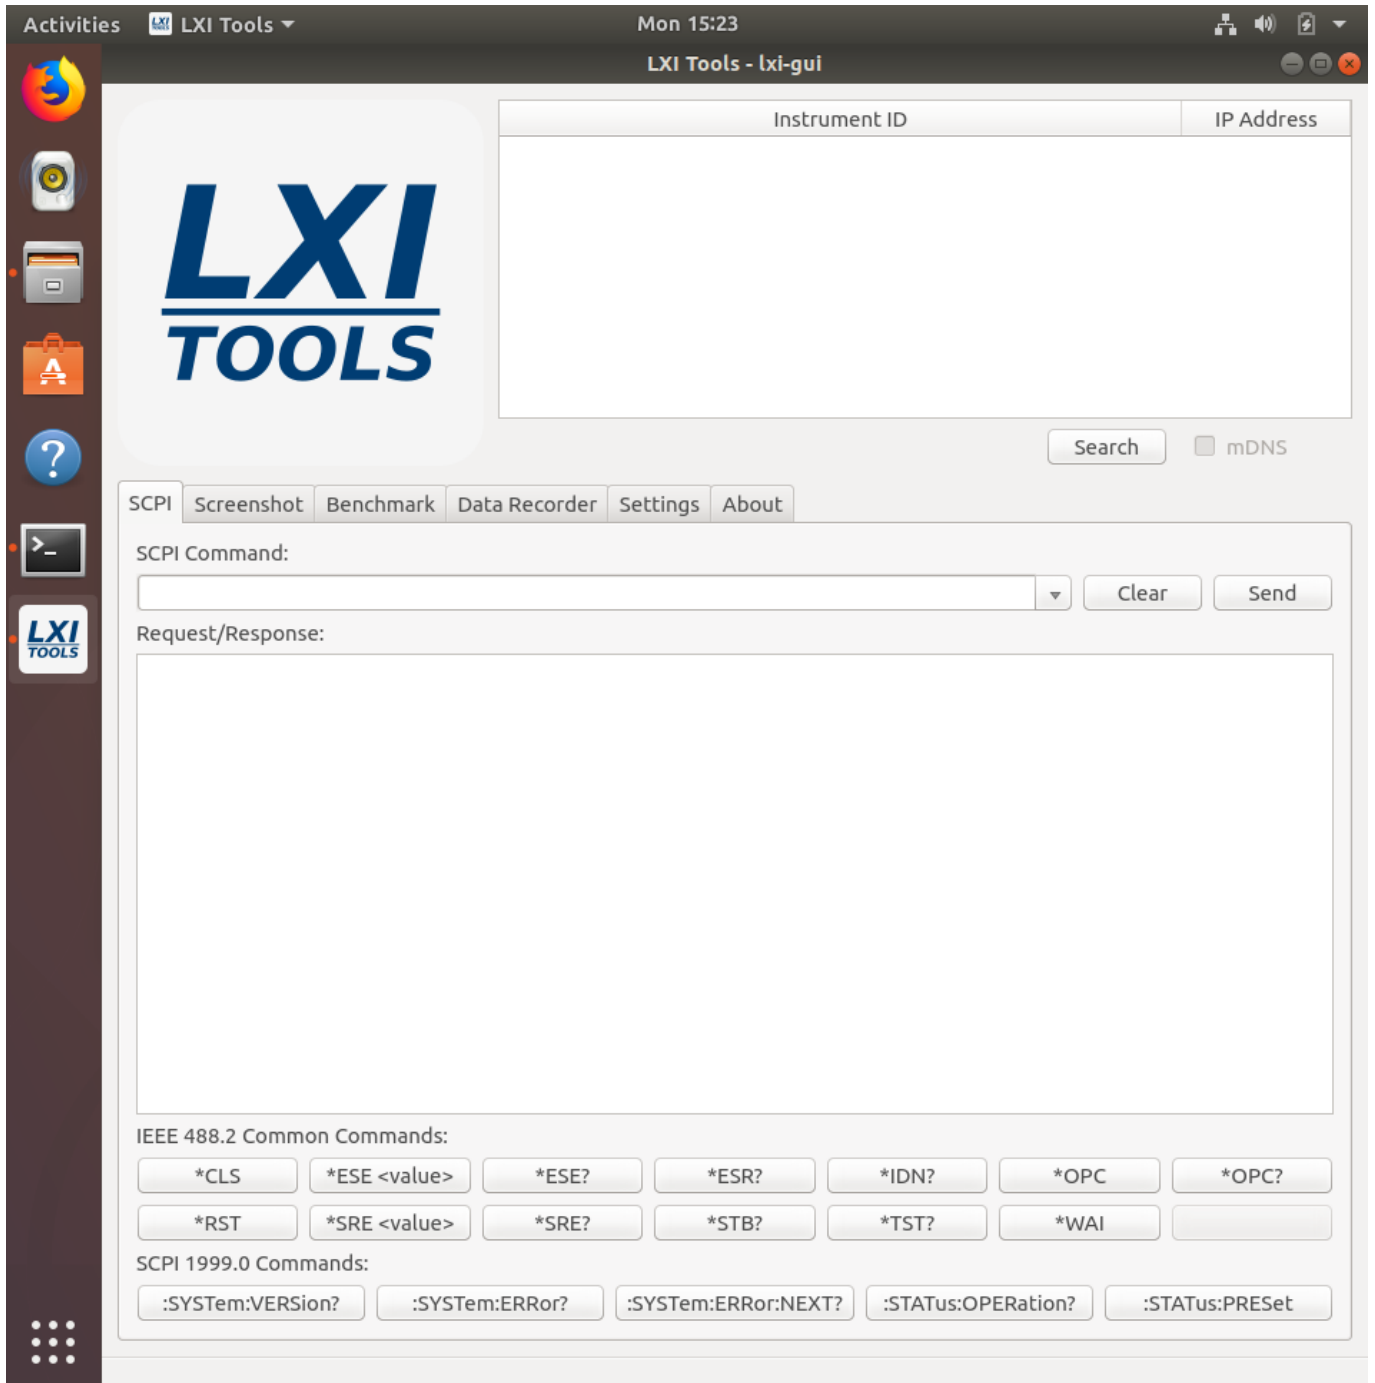 Activities LXI Tools Mon 15:23
LXI Tools - lxi-gui
Instrument ID IP Address
LXI
TOOLS
Search mDNS
SCPI Screenshot Benchmark Data Recorder Settings About
SCPI Command:
Clear Send
LXI
TOOLS
Request/Response:
IEEE 488.2 Common Commands:
*CLS *ESE <value> *ESE? *ESR? *IDN? *OPC *OPC?
*RST *SRE <value> *SRE? *STB? *TST? *WAI
SCPI 1999.0 Commands:
:SYSTem:VERSion? :SYSTem:ERRor? :SYSTem:ERRor:NEXT? :STATus:OPERation? :STATus:PRESet